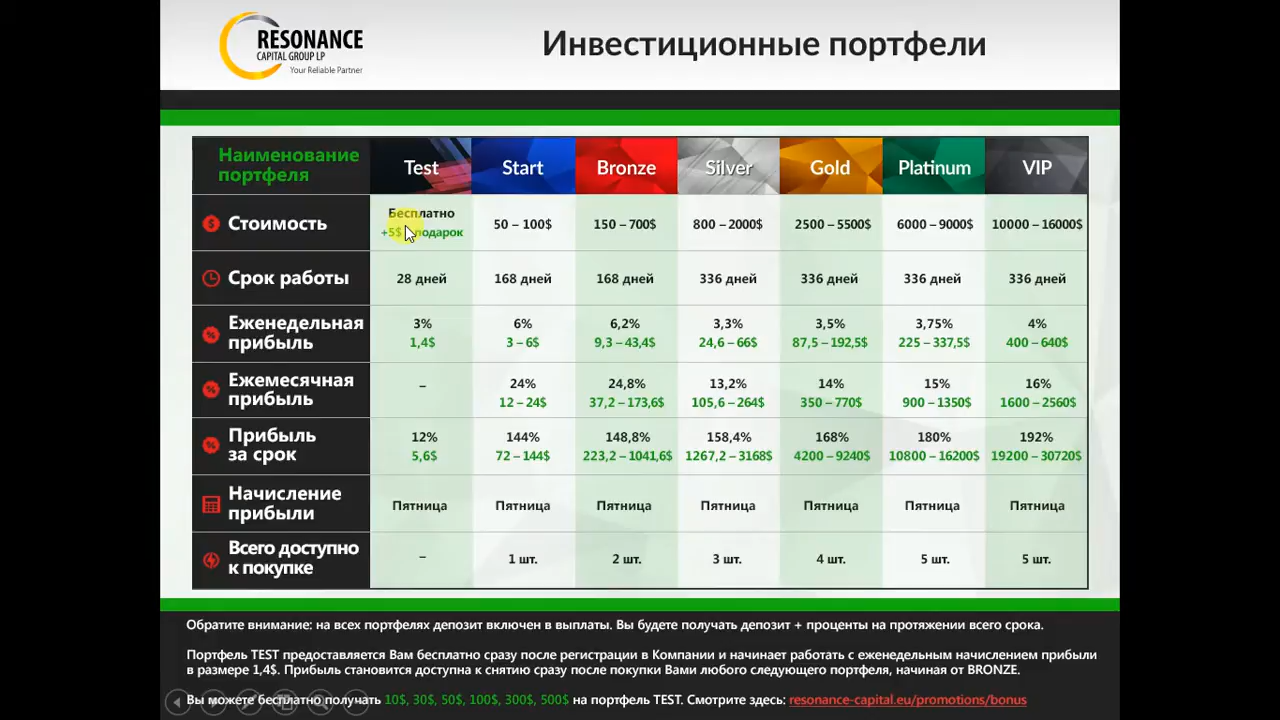 RESONANCE
CAPITAL GROUP LP
Your Reliable Partner
Инвестиционные портфели
Наименование портфеля Test Start Bronze Silver Gold Platinum VIP
Стоимость Бесплатно 50 – 100$ 150 – 700$ 800 – 2000$ 2500 – 5500$ 6000 – 9000$ 10000 – 16000$
+5$ подарок
Срок работы 28 дней 168 дней 168 дней 336 дней 336 дней 336 дней 336 дней
Еженедельная 3% 6% 6,2% 3,3% 3,5% 3,75% 4%
прибыль 1,4$ 3 – 6$ 9,3 – 43,4$ 24,6 – 66$ 87,5 – 192,5$ 225 – 337,5$ 400 – 640$
Ежемесячная – 24% 24,8% 13,2% 14% 15% 16%
прибыль 12 – 24$ 37,2 – 173,6$ 105,6 – 264$ 350 – 770$ 900 – 1350$ 1600 – 2560$
Прибыль 12% 144% 148,8% 158,4% 168% 180% 192%
за срок 5,6$ 72 – 144$ 223,2 – 1041,6$ 1267,2 – 3168$ 4200 – 9240$ 10800 – 16200$ 19200 – 30720$
Начисление прибыли Пятница Пятница Пятница Пятница Пятница Пятница Пятница
Всего доступно к покупке – 1 шт. 2 шт. 3 шт. 4 шт. 5 шт. 5 шт.
Обратите внимание: на всех портфелях депозит включен в выплаты. Вы будете получать депозит + проценты на протяжении всего срока.
Портфель TEST предоставляется Вам бесплатно сразу после регистрации в Компании и начинает работать с еженедельным начислением прибыли
в размере 1,4$. Прибыль становится доступна к снятию сразу после покупки Вами любого следующего портфеля, начиная от BRONZE.
Вы можете бесплатно получать 10$, 30$, 50$, 100$, 300$, 500$ на портфель TEST. Смотрите здесь: resonance-capital.eu/promotions/bonus